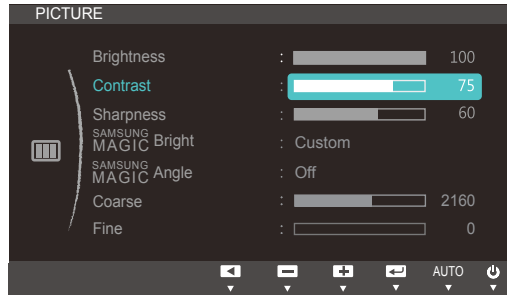 PICTURE
Brightness : 100
Contrast : 75
Sharpness : 60
SAMSUNG MAGIC Bright : Custom
SAMSUNG MAGIC Angle : Off
Coarse : 2160
Fine : 0
AUTO